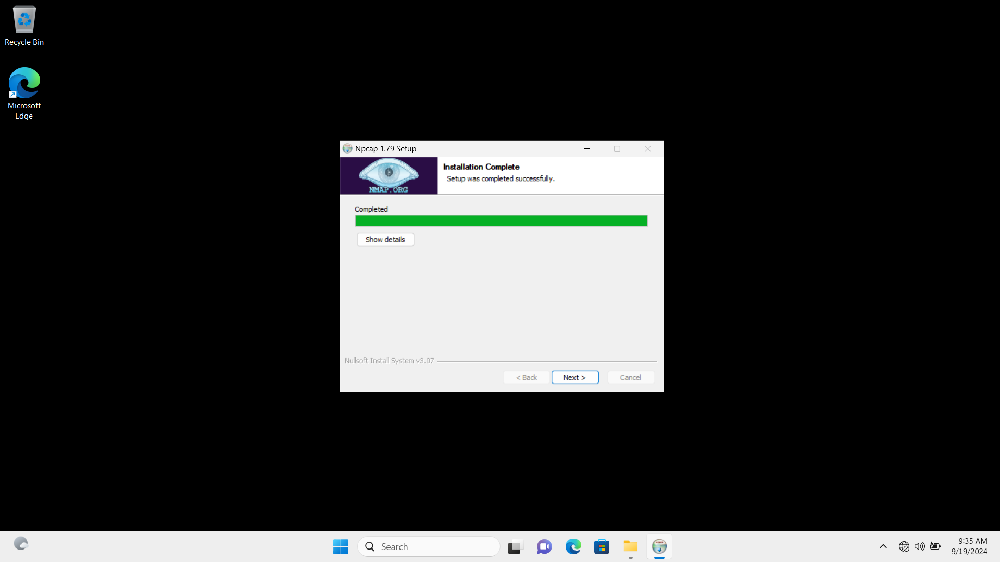 Recycle Bin
Microsoft
Edge
Npcap 1.79 Setup
NMAP.ORG
Installation Complete
Setup was completed successfully.
Completed
Show details
Nullsoft Install System v3.07
< Back
Next >
Cancel
Search
9:35 AM
9/19/2024